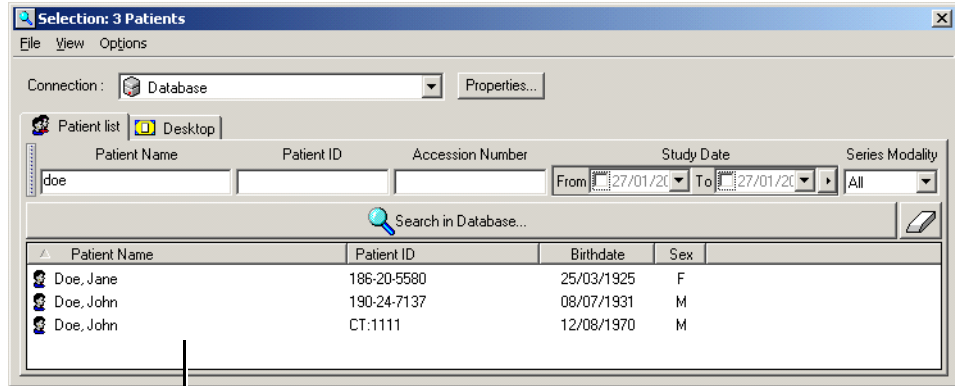 Selection: 3 Patients
File View Options
Connection : Database Properties...
Patient list Desktop
Patient Name Patient ID Accession Number Study Date Series Modality
doe From 27/01/20 To 27/01/20 All
Search in Database...
Patient Name Patient ID Birthdate Sex
Doe, Jane 186-20-5580 25/03/1925 F
Doe, John 190-24-7137 08/07/1931 M
Doe, John CT:1111 12/08/1970 M